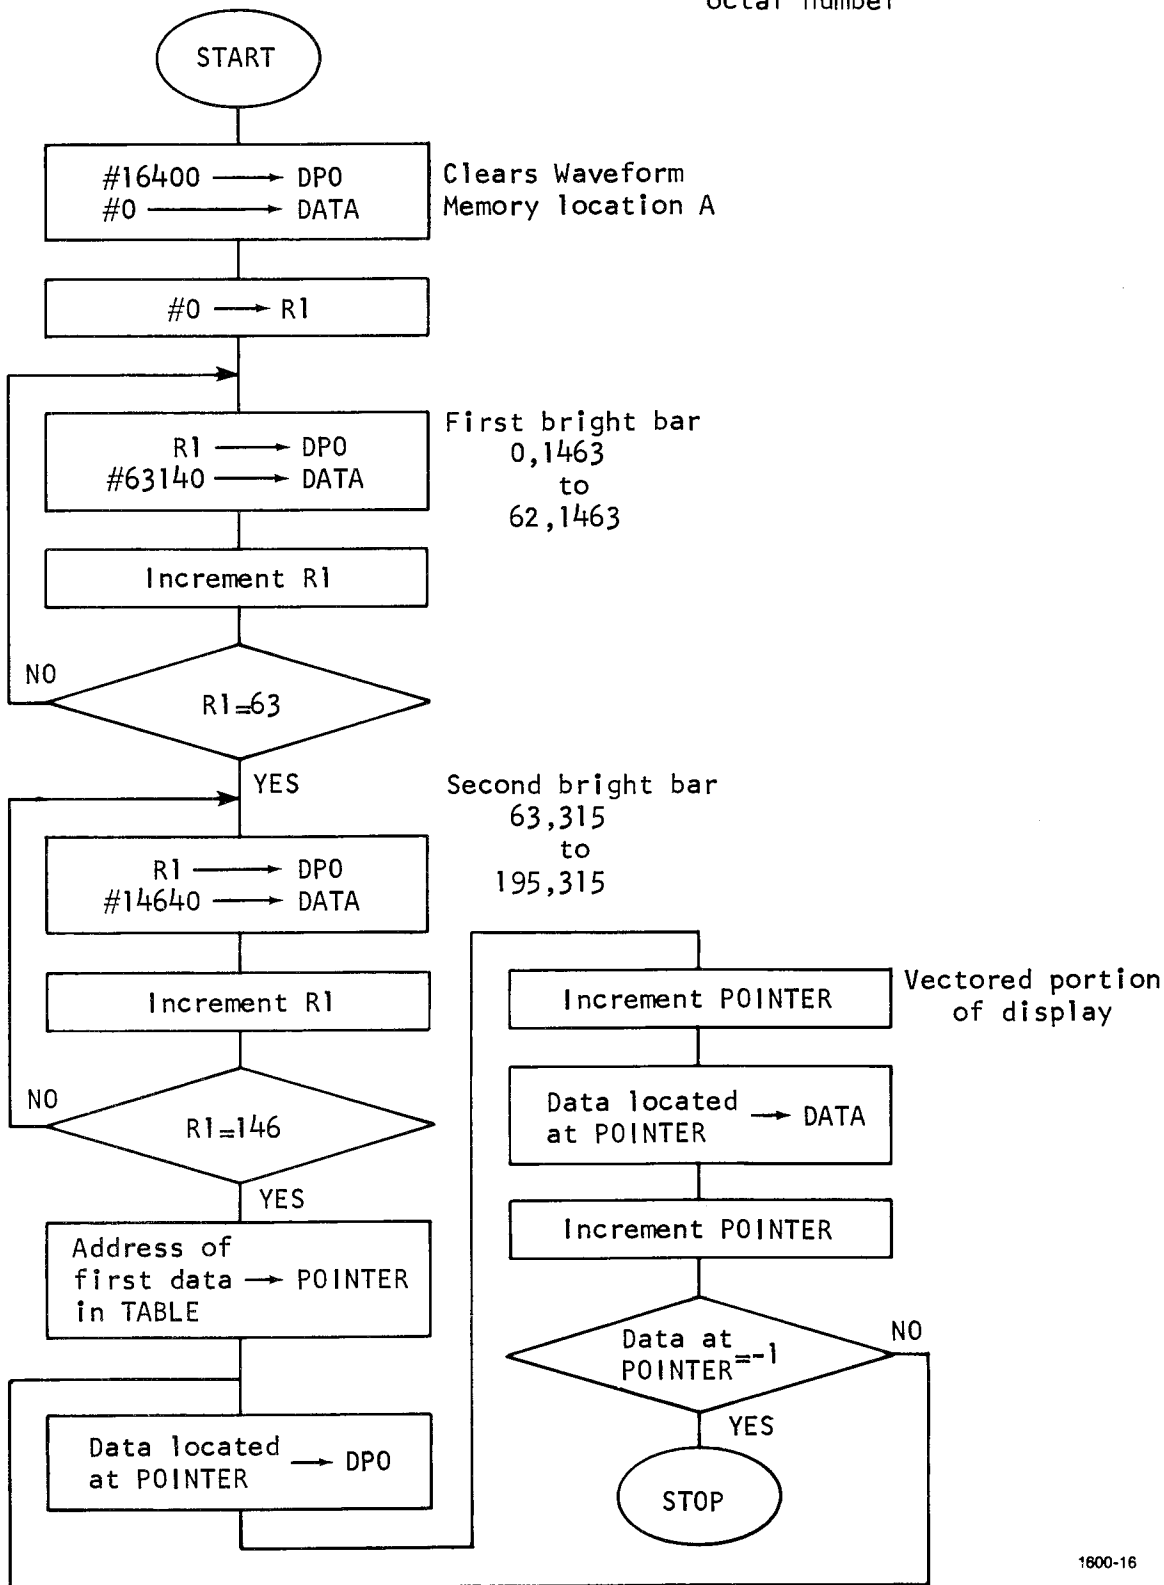 octal number
START
#16400 → DPO
#0 → DATA
Clears Waveform
Memory location A
#0 → R1
R1 → DPO
#63140 → DATA
First bright bar
0,1463
to
62,1463
Increment R1
NO
R1=63
YES
Second bright bar
63,315
to
195,315
R1 → DPO
#14640 → DATA
Increment R1
NO
R1=146
YES
Address of
first data → POINTER
in TABLE
Data located
at POINTER → DPO
Increment POINTER
Vectored portion
of display
Data located
at POINTER → DATA
Increment POINTER
Data at
POINTER=-1
NO
YES
STOP
1600-16